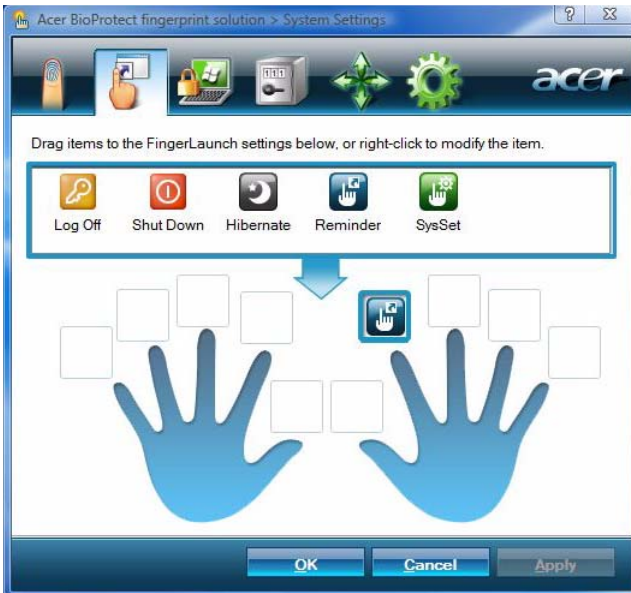 Acer BioProtect fingerprint solution > System Settings
acer
Drag items to the FingerLaunch settings below, or right-click to modify the item.
Log Off Shut Down Hibernate Reminder SysSet
OK Cancel Apply